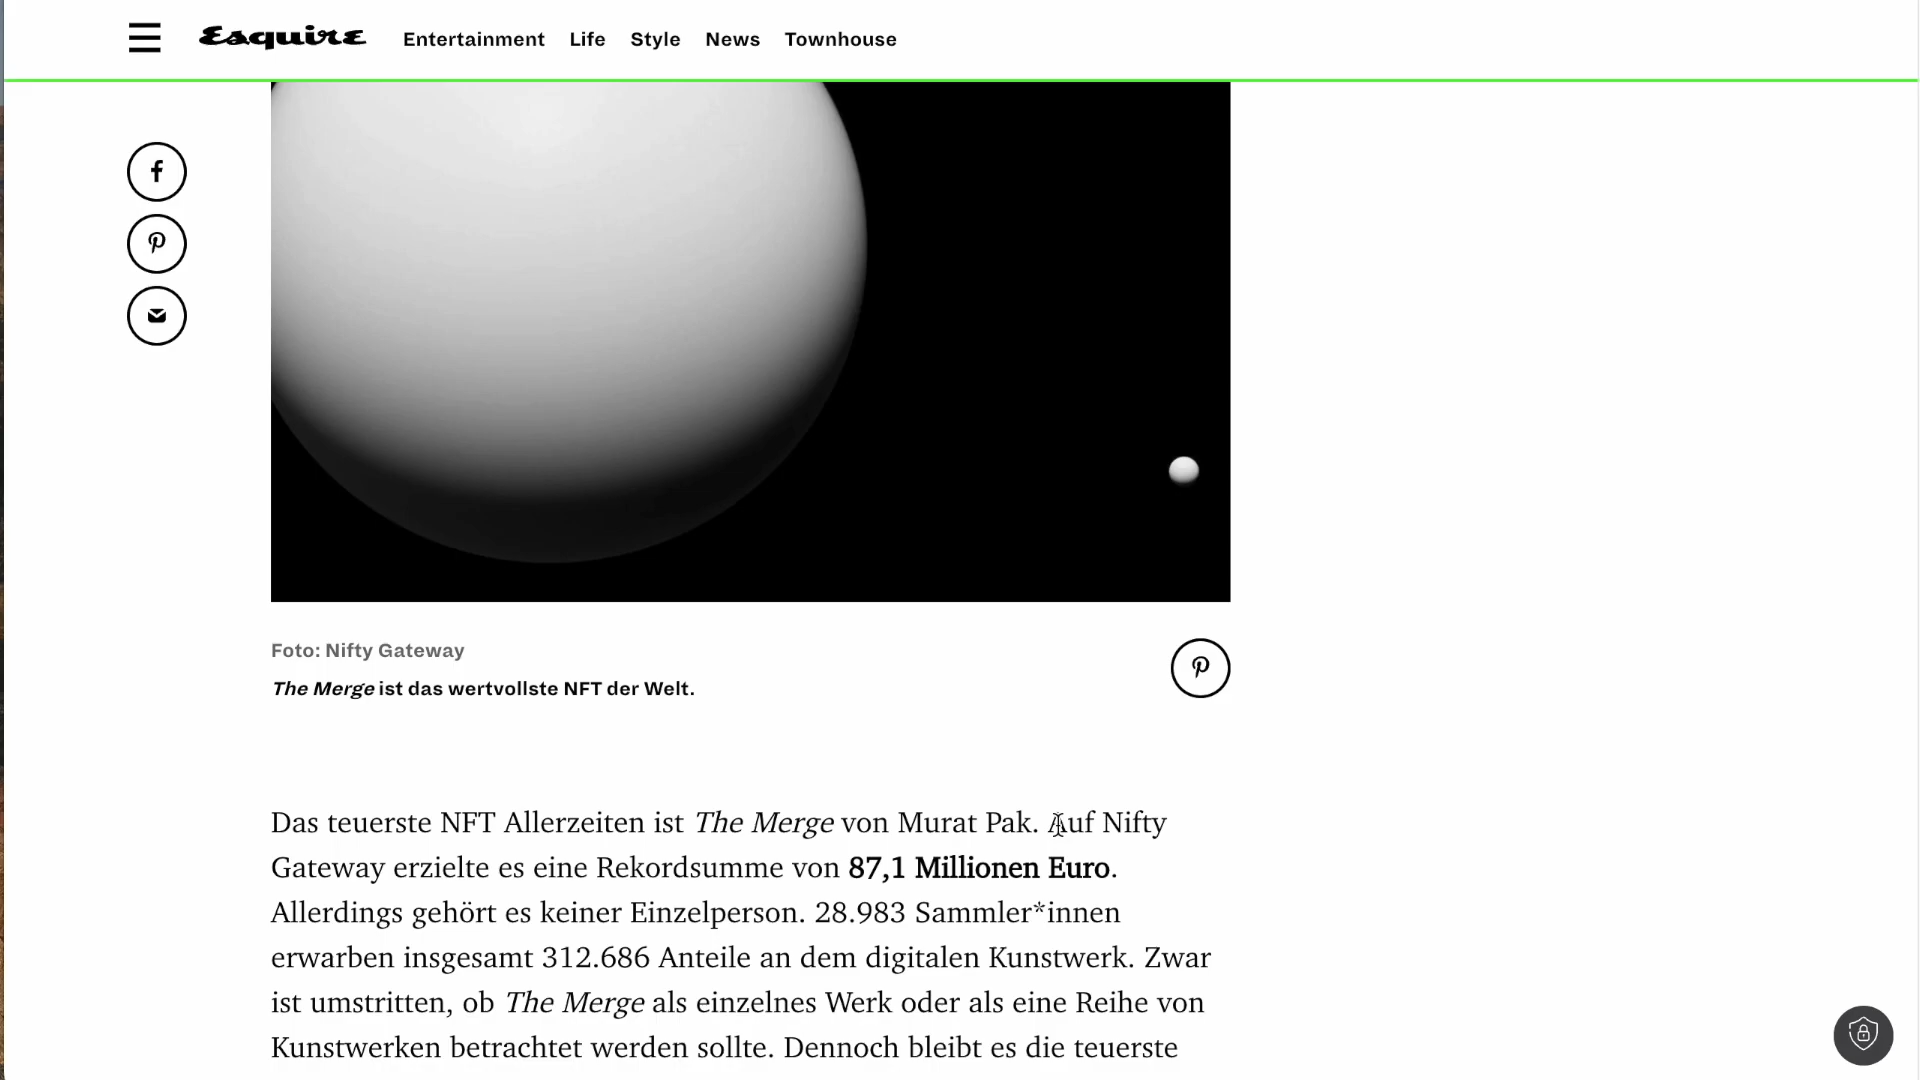 Esquire Entertainment Life Style News Townhouse
Foto: Nifty Gateway
The Merge ist das wertvollste NFT der Welt.
Das teuerste NFT Allerzeiten ist The Merge von Murat Pak. Auf Nifty
Gateway erzielte es eine Rekordsumme von 87,1 Millionen Euro.
Allerdings gehört es keiner Einzelperson. 28.983 Sammler*innen
erwarben insgesamt 312.686 Anteile an dem digitalen Kunstwerk. Zwar
ist umstritten, ob The Merge als einzelnes Werk oder als eine Reihe von
Kunstwerken betrachtet werden sollte. Dennoch bleibt es die teuerste